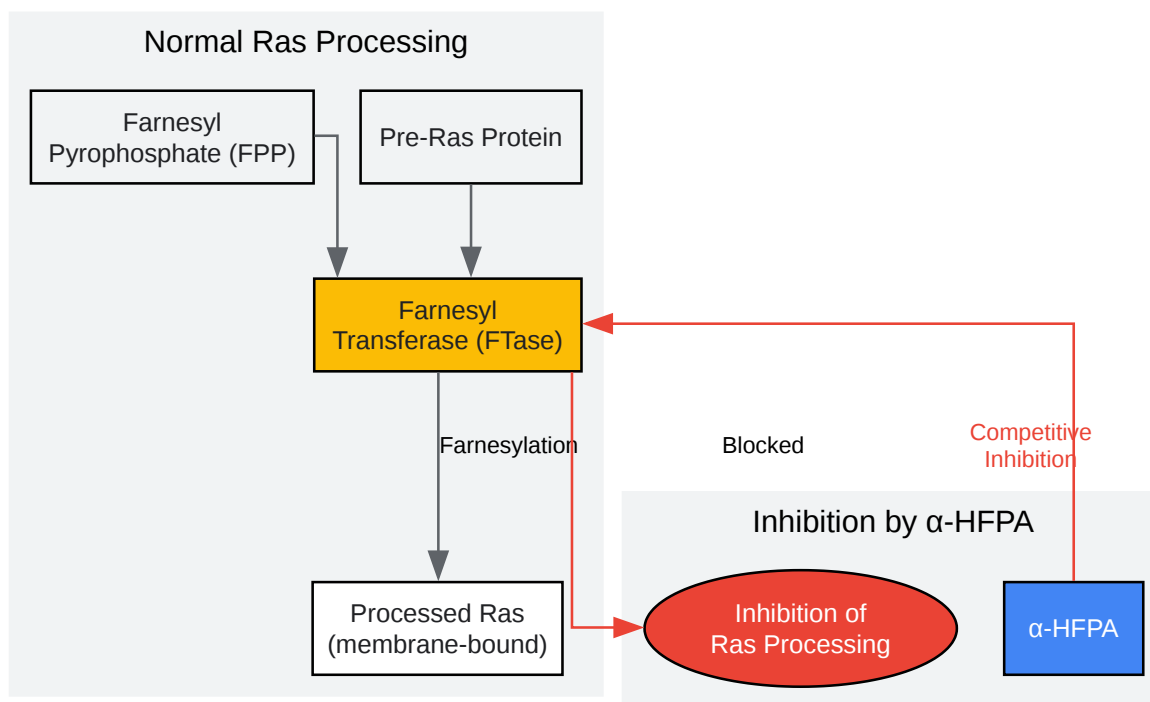 Normal Ras Processing
Farnesyl
Pyrophosphate (FPP)
Pre-Ras Protein
Farnesyl
Transferase (FTase)
Farnesylation
Blocked
Competitive
Inhibition
Inhibition by α-HFPA
Processed Ras
(membrane-bound)
Inhibition of
Ras Processing
α-HFPA